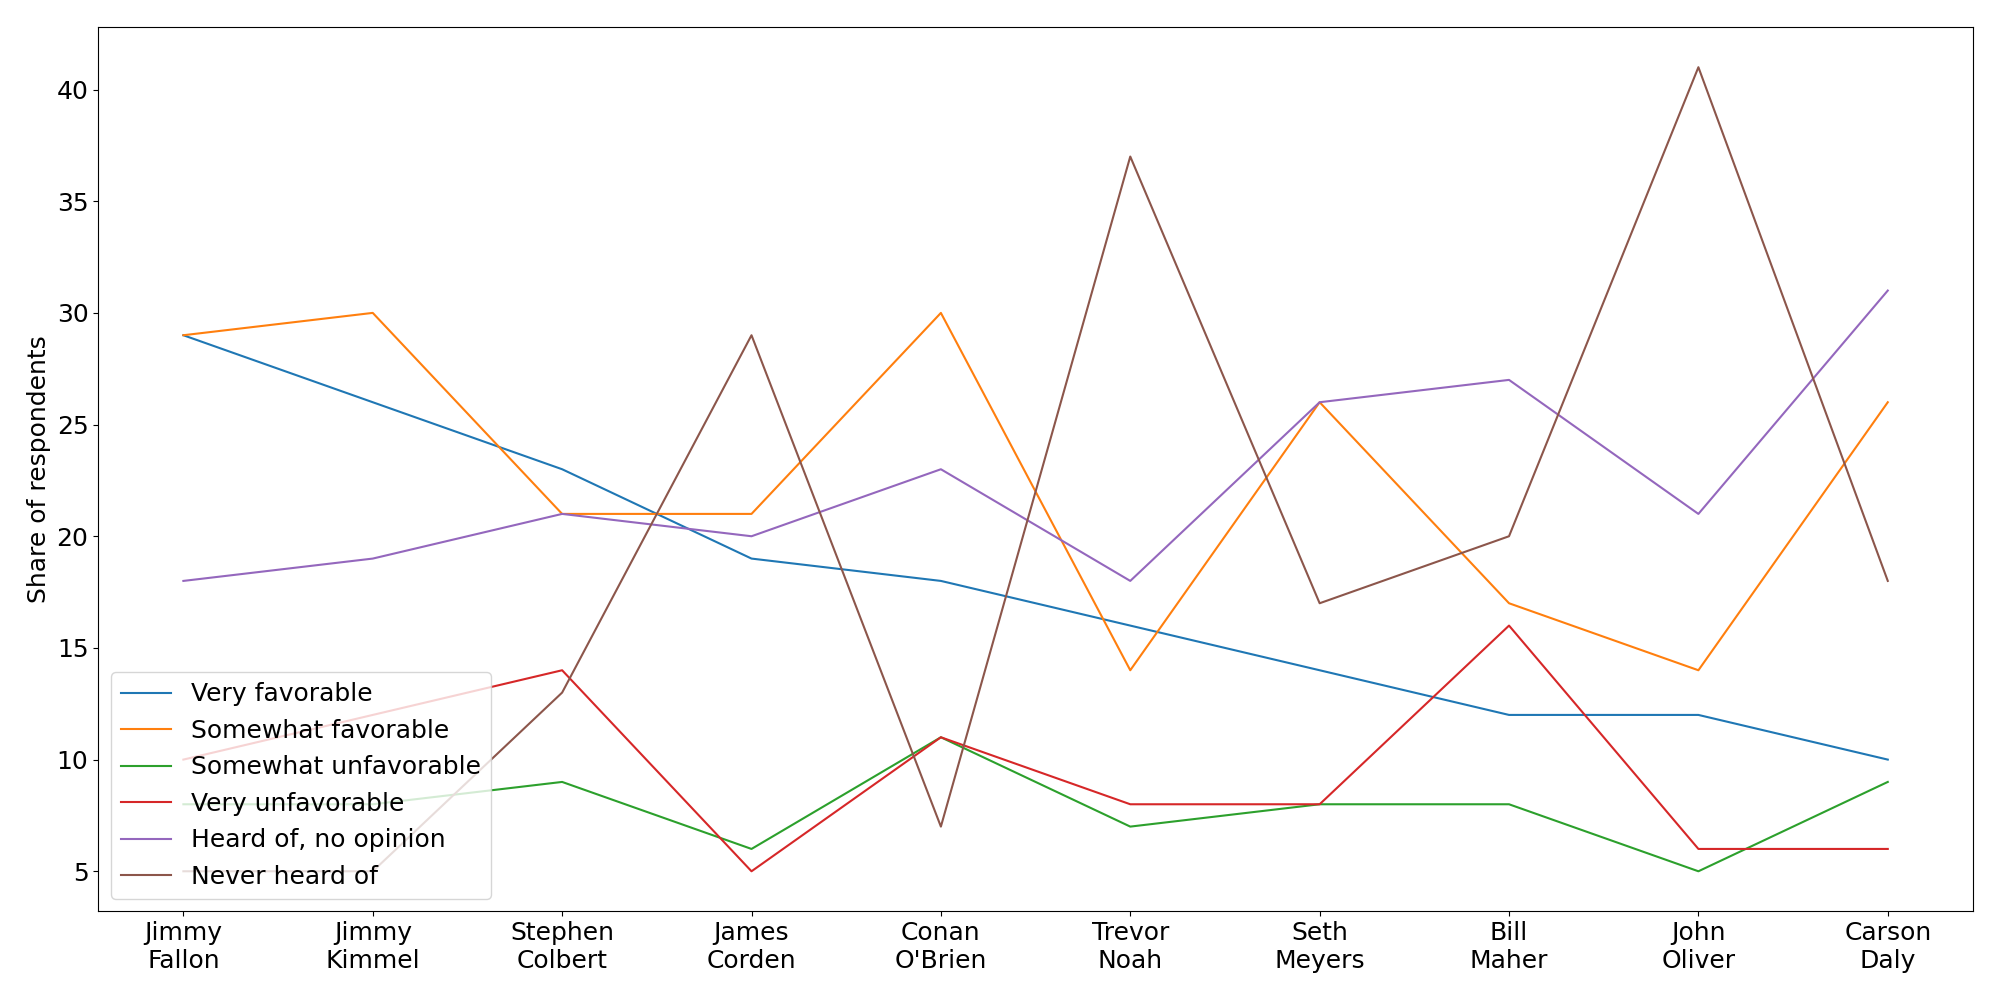 Share of respondents
40
35
30
25
20
15
10
5
Very favorable
Somewhat favorable
Somewhat unfavorable
Very unfavorable
Heard of, no opinion
Never heard of
Jimmy
Fallon
Jimmy
Kimmel
Stephen
Colbert
James
Corden
Conan
O'Brien
Trevor
Noah
Seth
Meyers
Bill
Maher
John
Oliver
Carson
Daly